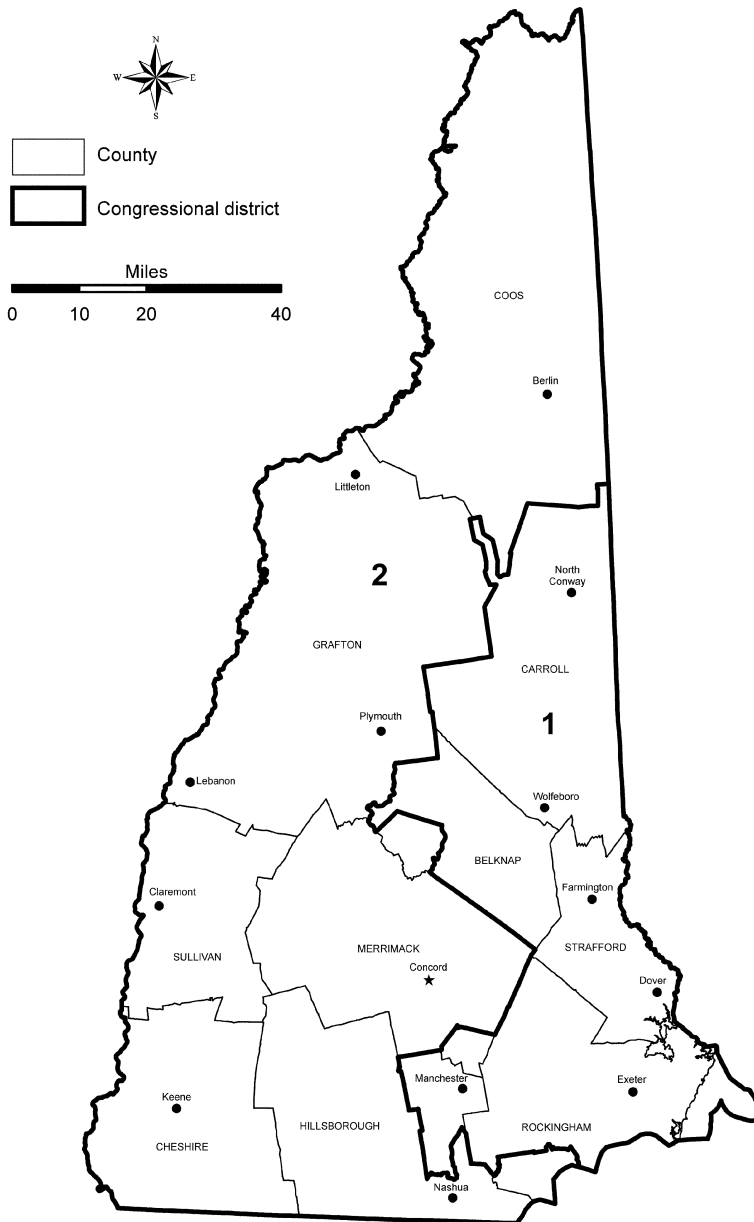 N
W E
S
County
Congressional district
Miles
0 10 20 40
COOS
Berlin
Littleton
2
North
Conway
GRAFTON
CARROLL
Plymouth
1
Lebanon
Wolfeboro
BELKNAP
Claremont
Farmington
STRAFFORD
MERRIMACK
SULLIVAN
Concord
Dover
Manchester
Exeter
Keene
HILLSBOROUGH
ROCKINGHAM
CHESHIRE
Nashua